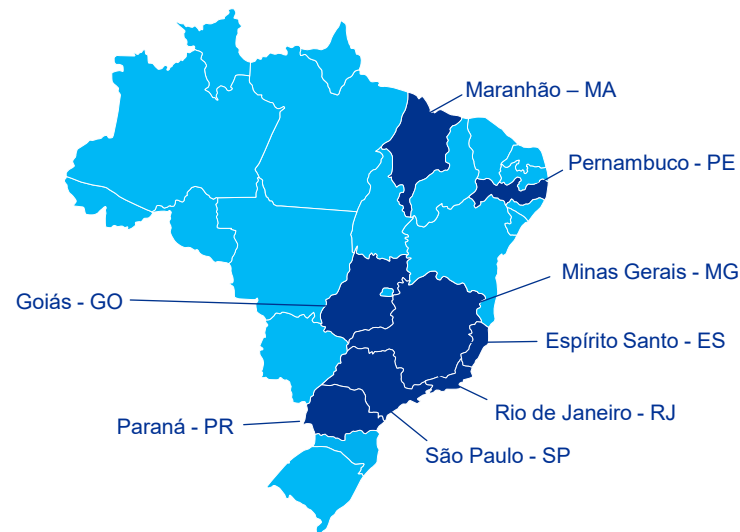 Maranhão – MA
Pernambuco - PE
Minas Gerais - MG
Goiás - GO
Espírito Santo - ES
Rio de Janeiro - RJ
Paraná - PR
São Paulo - SP